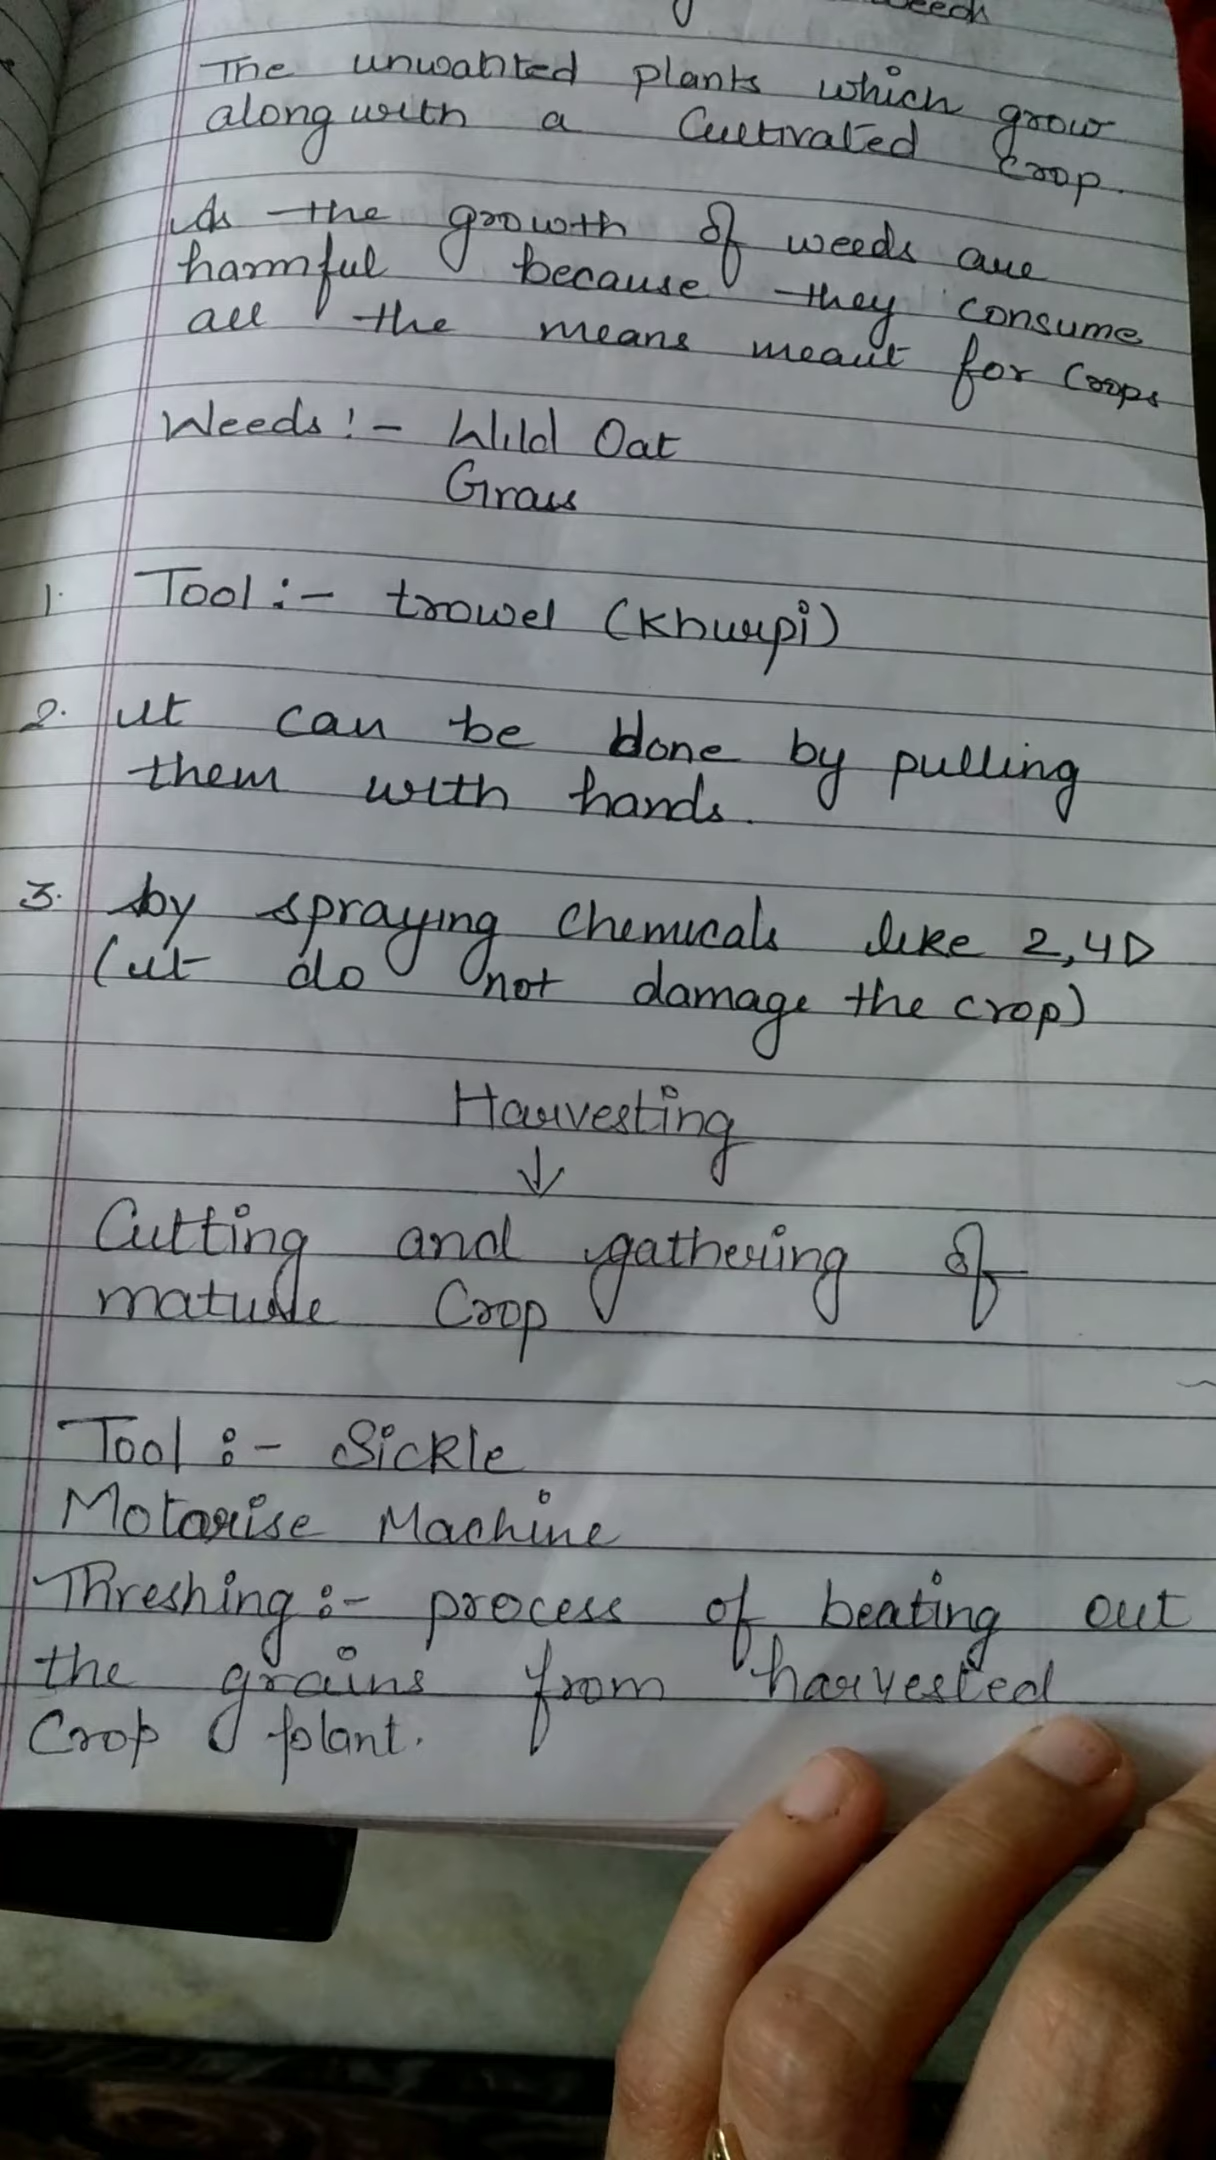 The unwanted plants which grow
along with a Cultivated crop.
As the growth of weeds are
harmful because they consume
all the means meant for Crops
Weeds :- Wild Oat
Grass
1. Tool :- trowel (Khurpi)
2. it can be done by pulling
them with hands.
3. by spraying Chemicals like 2,4D
(it do not damage the crop)
Harvesting
↓
Cutting and gathering of
mature Crop
Tool :- Sickle
Motorise Machine
Threshing :- process of beating out
the grains from harvested
Crop plant.